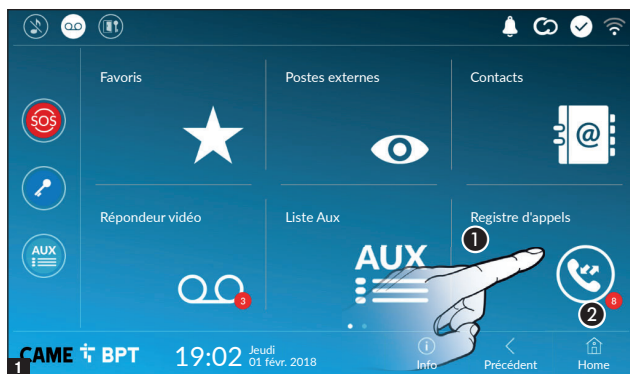 Favoris
Postes externes
Contacts
SOS
@
Répondeur vidéo
Liste Aux
Registre d'appels
1
AUX
AUX
3
8
2
1
CAME BPT
19:02
Jeudi
01 févr. 2018
Info
Précédent
Home